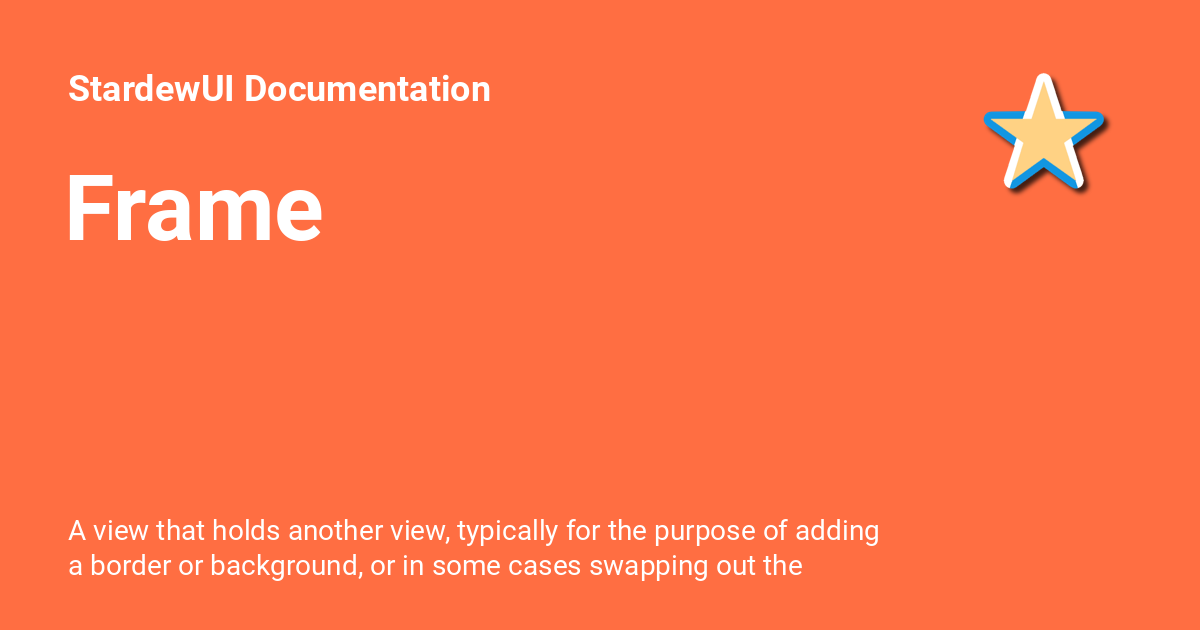 StardewUI Documentation
Frame
A view that holds another view, typically for the purpose of adding
a border or background, or in some cases swapping out the